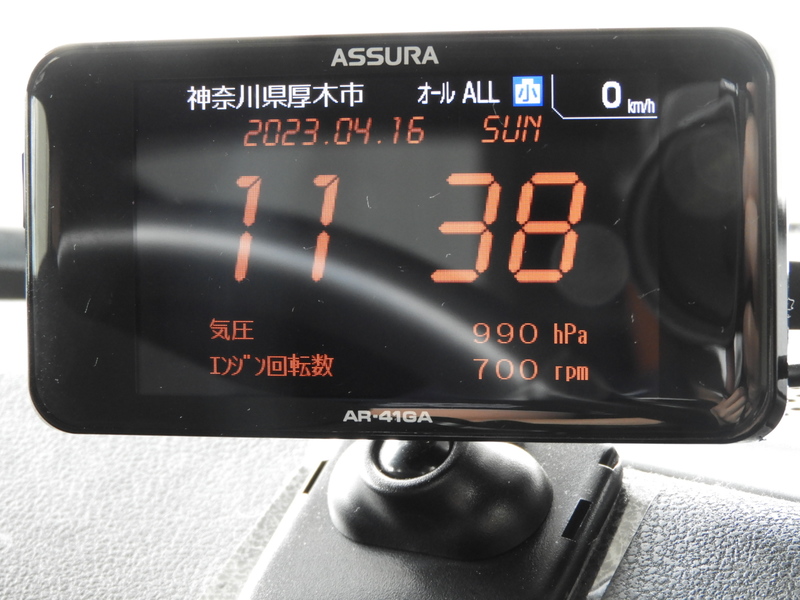 ASSURA
神奈川県厚木市 ｵｰﾙ ALL 小 0 km/h
2023.04.16 SUN
11 38
気圧 990 hPa
ｴﾝｼﾞﾝ回転数 700 rpm
AR-41GA